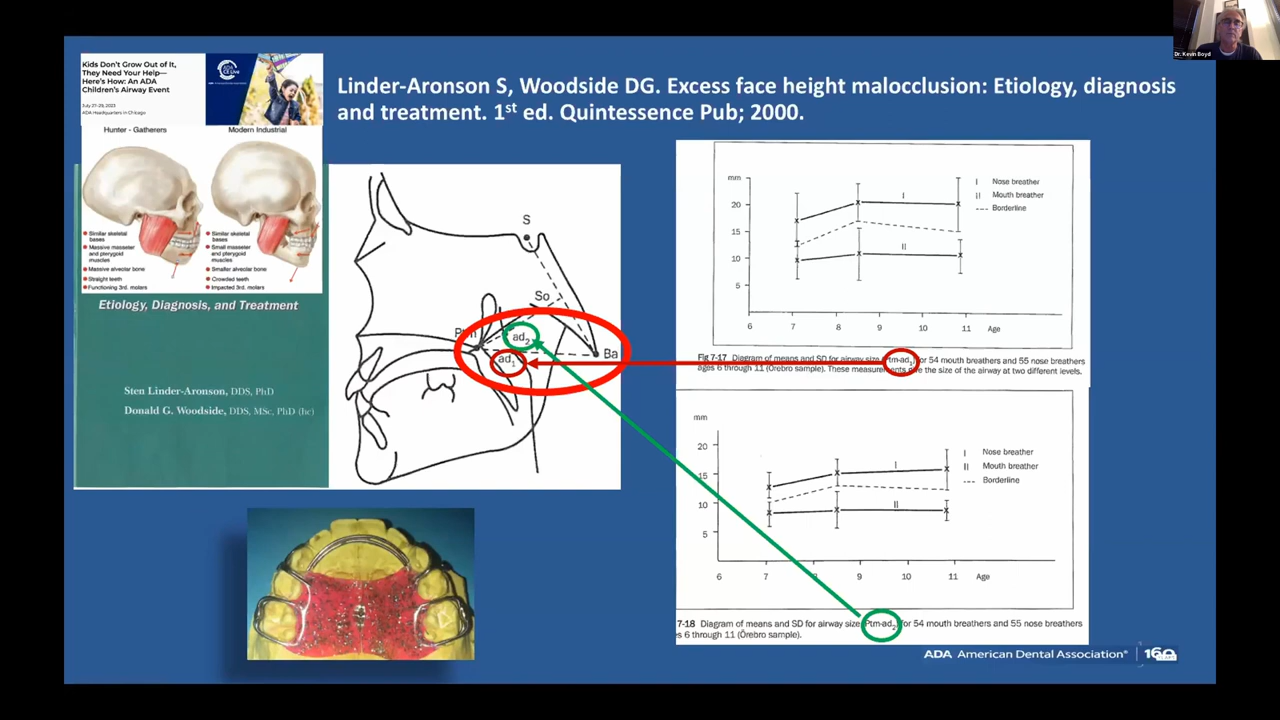 Dr. Kevin Boyd
Kids Don't Grow Out of It,
They Need Your Help—
Here's How: An ADA
Children's Airway Event
July 27-29, 2023
ADA Headquarters in Chicago
ADA
CE Live
Linder-Aronson S, Woodside DG. Excess face height malocclusion: Etiology, diagnosis
and treatment. 1st ed. Quintessence Pub; 2000.
Hunter - Gatherers
Modern Industrial
Similar skeletal
bases
Massive masseter
and pterygoid
muscles
Massive alveolar bone
Straight teeth
Functioning 3rd. molars
Similar skeletal
bases
Small masseter
and pterygoid
muscles
Smaller alveolar bone
Crowded teeth
Impacted 3rd. molars
Etiology, Diagnosis, and Treatment
Sten Linder-Aronson, DDS, PhD
Donald G. Woodside, DDS, MSc, PhD (hc)
S
So
Ptm
ad2
ad1
Ba
mm
20
15
10
5
6 7 8 9 10 11 Age
I
II
I Nose breather
II Mouth breather
--- Borderline
Fig 7-17 Diagram of means and SD for airway size (Ptm-ad1) for 54 mouth breathers and 55 nose breathers
ages 6 through 11 (Örebro sample). These measurements give the size of the airway at two different levels.
mm
20
15
10
5
6 7 8 9 10 11 Age
I
II
I Nose breather
II Mouth breather
--- Borderline
7-18 Diagram of means and SD for airway size (Ptm-ad2) for 54 mouth breathers and 55 nose breathers
es 6 through 11 (Örebro sample).
ADA American Dental Association® 160